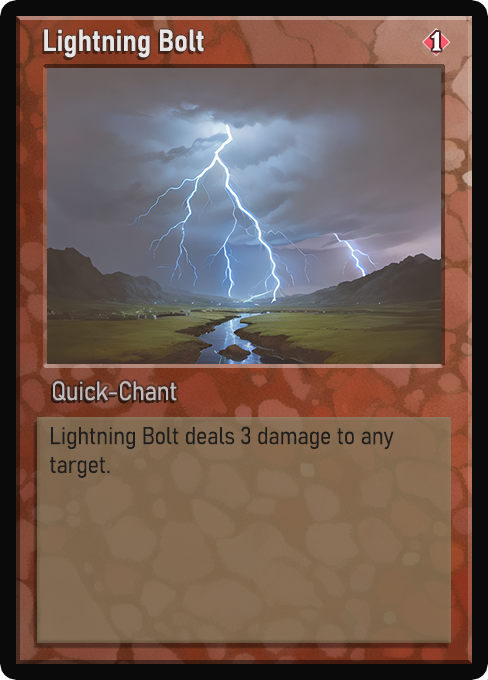 Lightning Bolt
1
Quick-Chant
Lightning Bolt deals 3 damage to any
target.